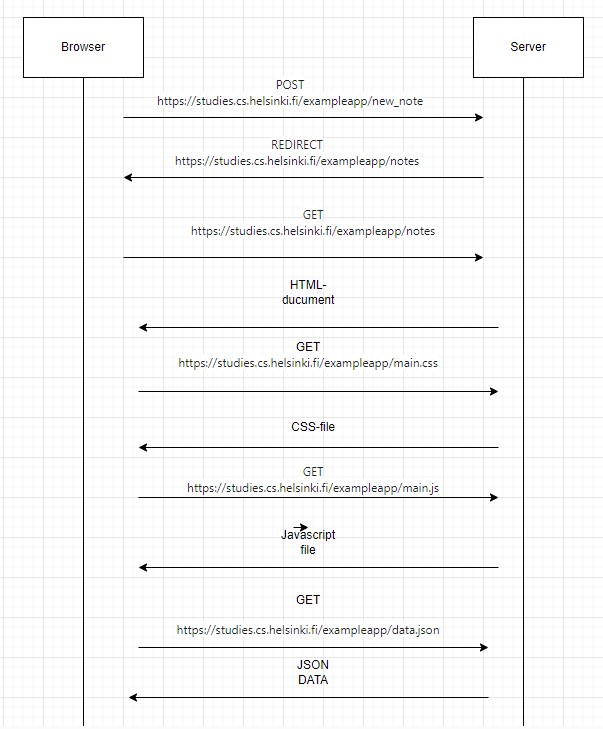 Browser
Server
POST
https://studies.cs.helsinki.fi/exampleapp/new_note
REDIRECT
https://studies.cs.helsinki.fi/exampleapp/notes
GET
https://studies.cs.helsinki.fi/exampleapp/notes
HTML-
ducument
GET
https://studies.cs.helsinki.fi/exampleapp/main.css
CSS-file
GET
https://studies.cs.helsinki.fi/exampleapp/main.js
Javascript
file
GET
https://studies.cs.helsinki.fi/exampleapp/data.json
JSON
DATA